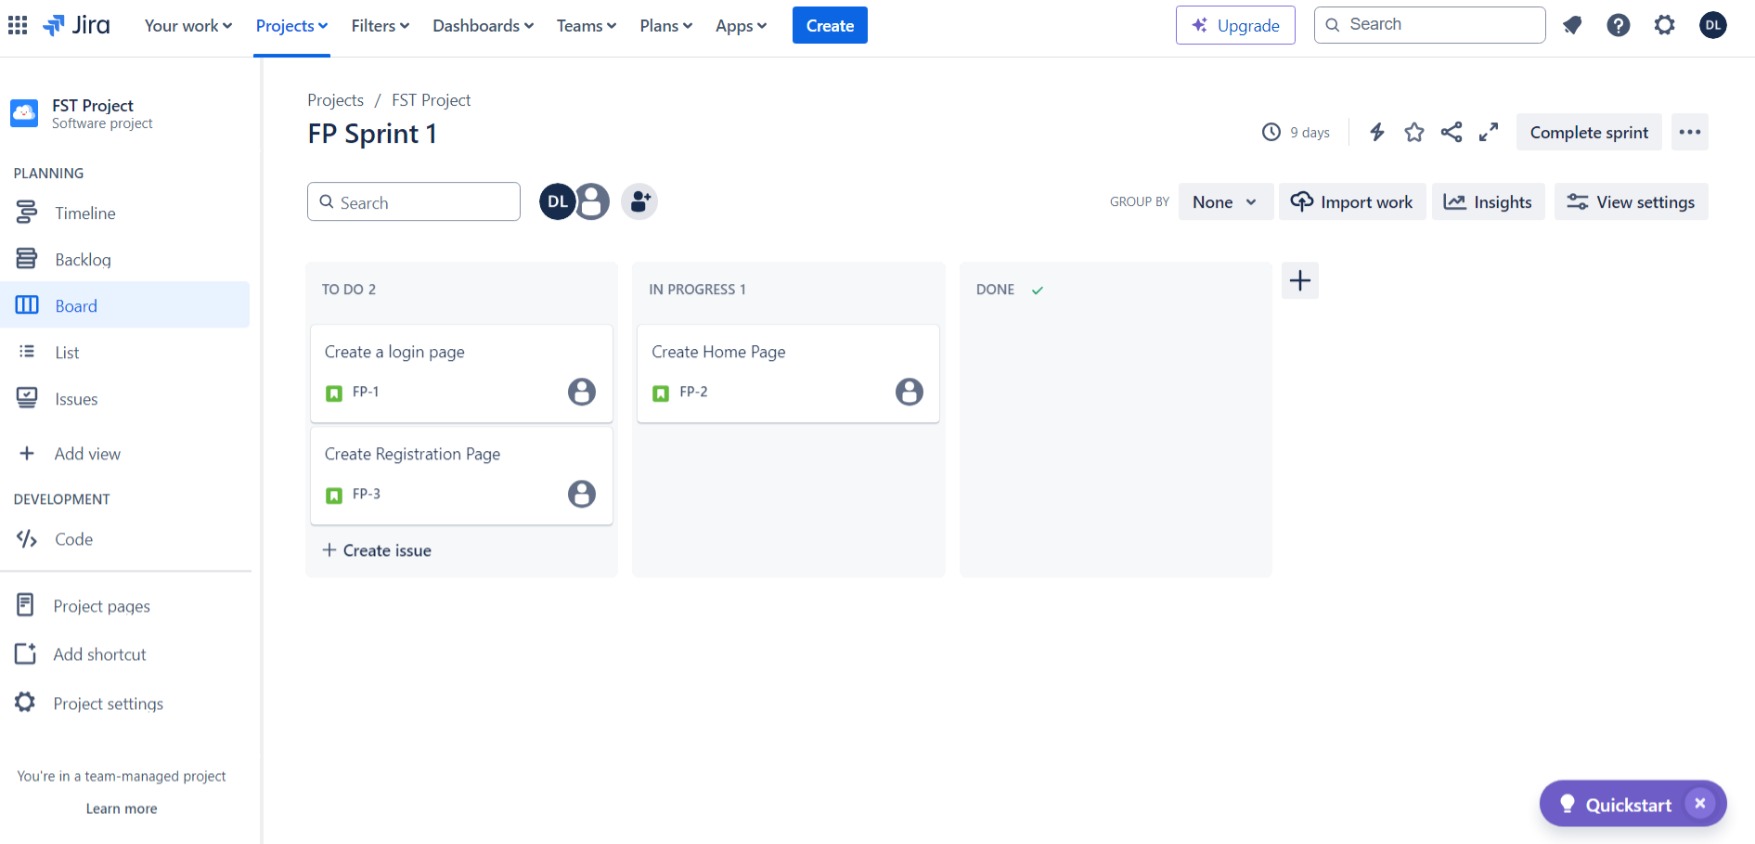 Jira
Your work
Projects
Filters
Dashboards
Teams
Plans
Apps
Create
Upgrade
Search
DL
FST Project
Software project
PLANNING
Timeline
Backlog
Board
List
Issues
Add view
DEVELOPMENT
Code
Project pages
Add shortcut
Project settings
You're in a team-managed project
Learn more
Projects / FST Project
FP Sprint 1
9 days
Complete sprint
Search
DL
GROUP BY
None
Import work
Insights
View settings
TO DO 2
Create a login page
FP-1
Create Registration Page
FP-3
+ Create issue
IN PROGRESS 1
Create Home Page
FP-2
DONE
Quickstart